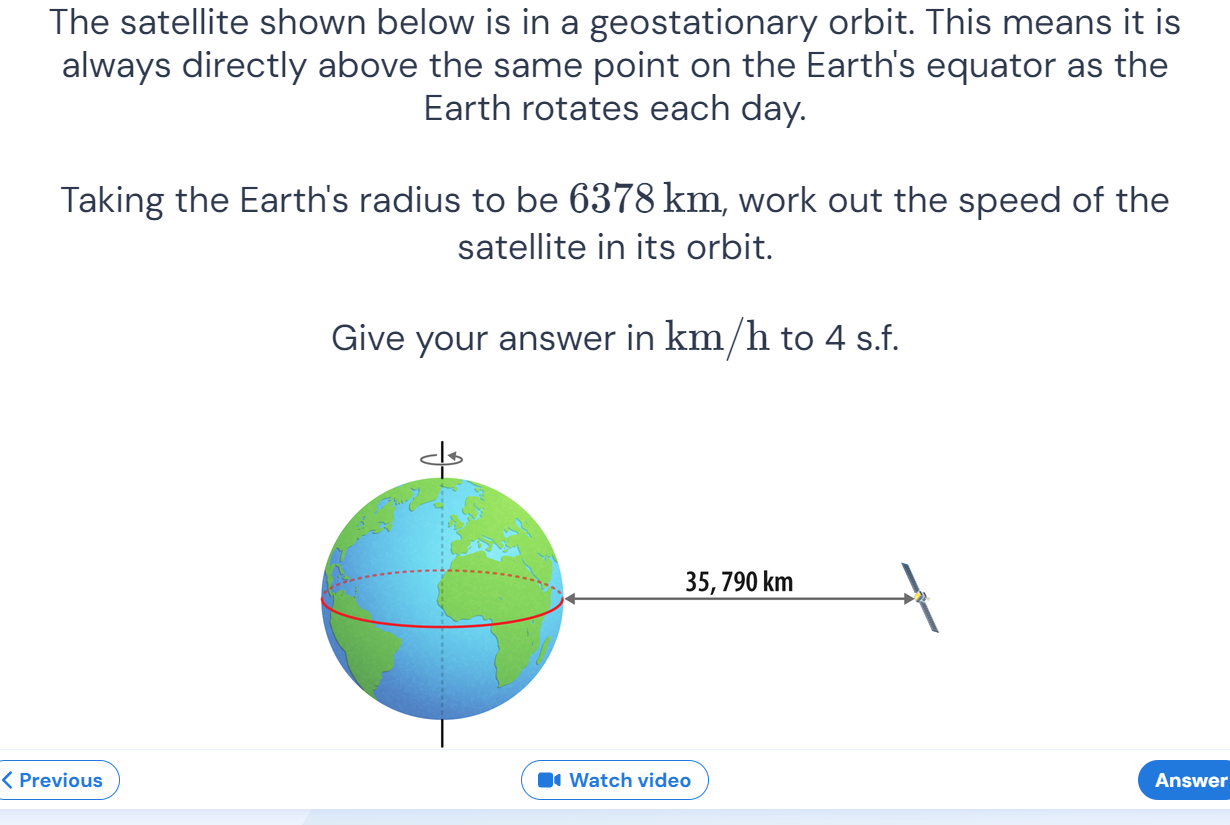 The satellite shown below is in a geostationary orbit. This means it is
always directly above the same point on the Earth's equator as the
Earth rotates each day.
Taking the Earth's radius to be 6378 km, work out the speed of the
satellite in its orbit.
Give your answer in km/h to 4 s.f.
35, 790 km
Previous
Watch video
Answer